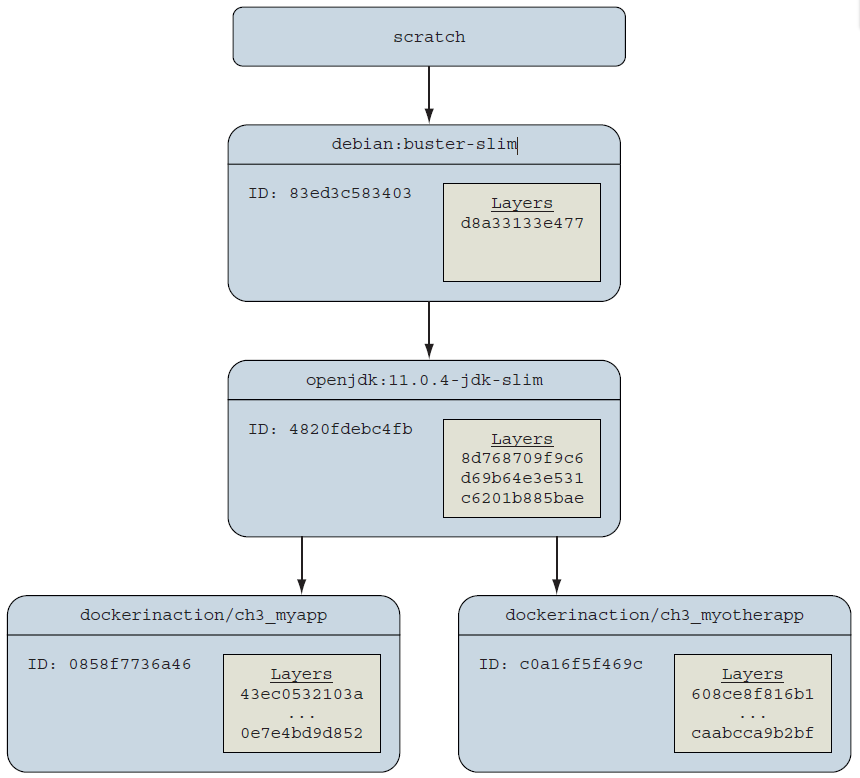 scratch
debian:buster-slim
ID: 83ed3c583403
Layers
d8a33133e477
openjdk:11.0.4-jdk-slim
ID: 4820fdebc4fb
Layers
8d768709f9c6
d69b64e3e531
c6201b885bae
dockerinaction/ch3_myapp
ID: 0858f7736a46
Layers
43ec0532103a
...
0e7e4bd9d852
dockerinaction/ch3_myotherapp
ID: c0a16f5f469c
Layers
608ce8f816b1
...
caabcca9b2bf